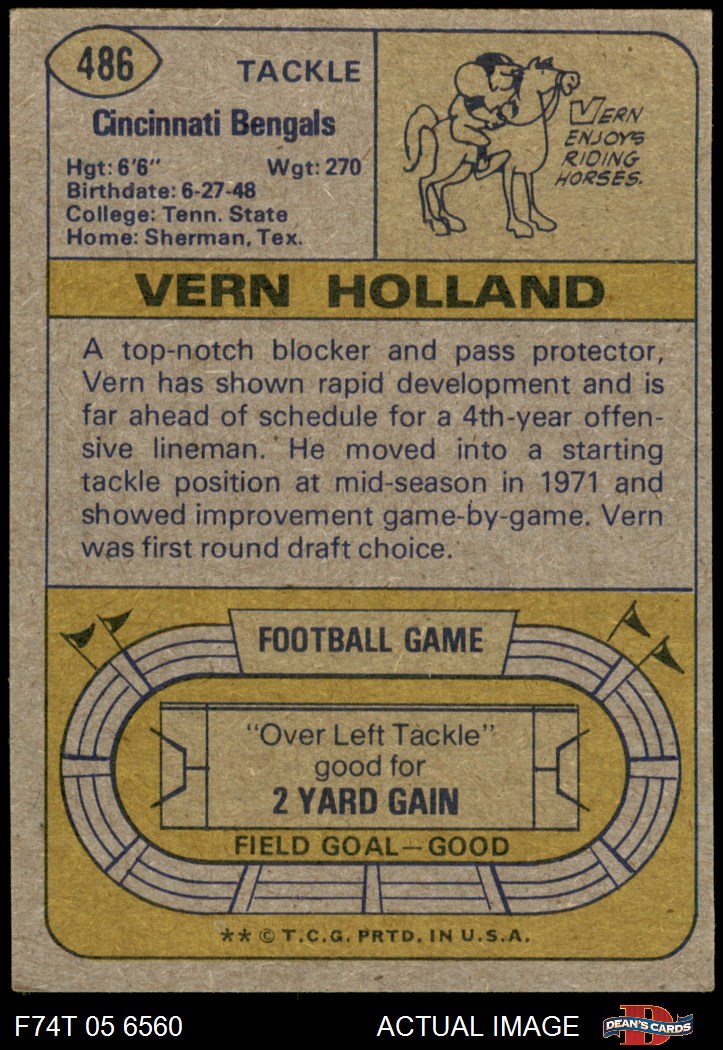 486
TACKLE
Cincinnati Bengals
Hgt: 6'6" Wgt: 270
Birthdate: 6-27-48
College: Tenn. State
Home: Sherman, Tex.
VERN
ENJOYS
RIDING
HORSES.
VERN HOLLAND
A top-notch blocker and pass protector,
Vern has shown rapid development and is
far ahead of schedule for a 4th-year offen-
sive lineman. He moved into a starting
tackle position at mid-season in 1971 and
showed improvement game-by-game. Vern
was first round draft choice.
FOOTBALL GAME
"Over Left Tackle"
good for
2 YARD GAIN
FIELD GOAL—GOOD
** © T.C.G. PRTD. IN U.S.A.
F74T 05 6560 ACTUAL IMAGE
D
DEAN'S CARDS